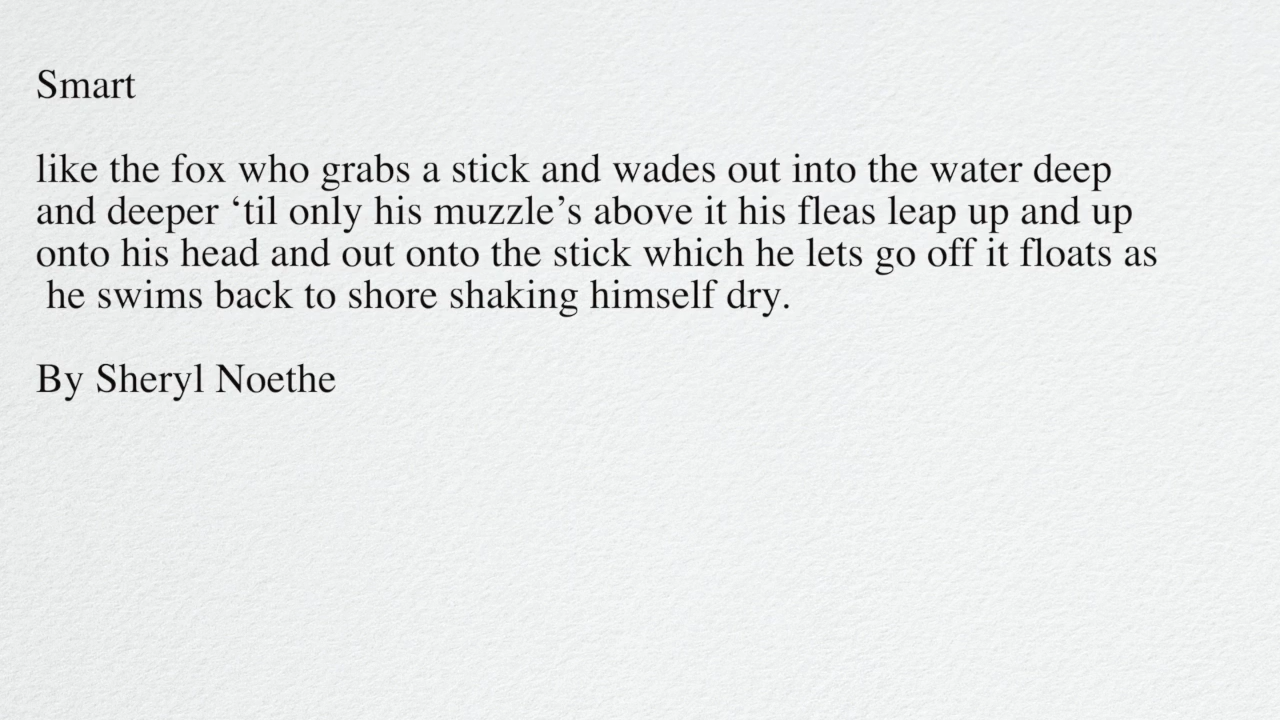 Smart
like the fox who grabs a stick and wades out into the water deep
and deeper ‘til only his muzzle’s above it his fleas leap up and up
onto his head and out onto the stick which he lets go off it floats as
he swims back to shore shaking himself dry.
By Sheryl Noethe